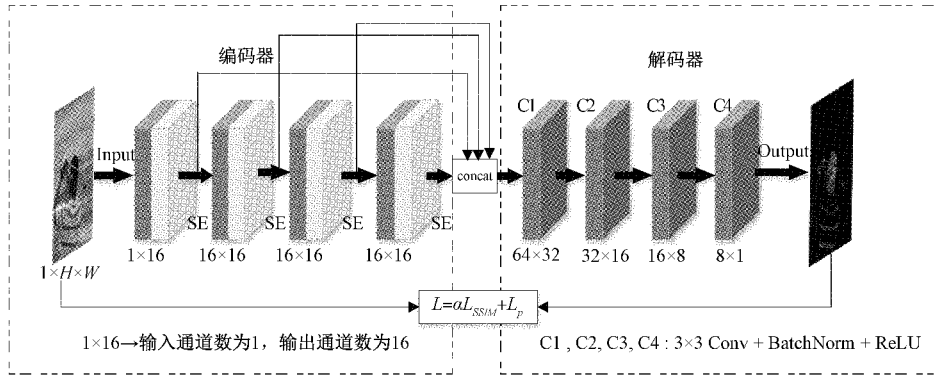 编码器
解码器
C1 C2 C3 C4
Input
Output
concat
SE SE SE SE
1×16 16×16 16×16 16×16
64×32 32×16 16×8 8×1
1×H×W
L=αL_SSIM+L_p
1×16→输入通道数为1，输出通道数为16
C1 , C2, C3, C4 : 3×3 Conv + BatchNorm + ReLU